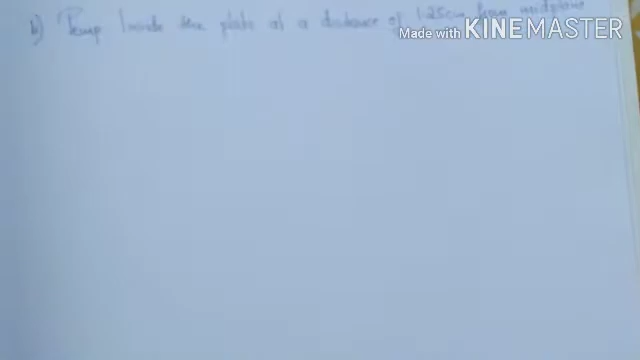 b) Temp Inside the plate at a distance of 1.25cm from midplane
Made with KINEMASTER